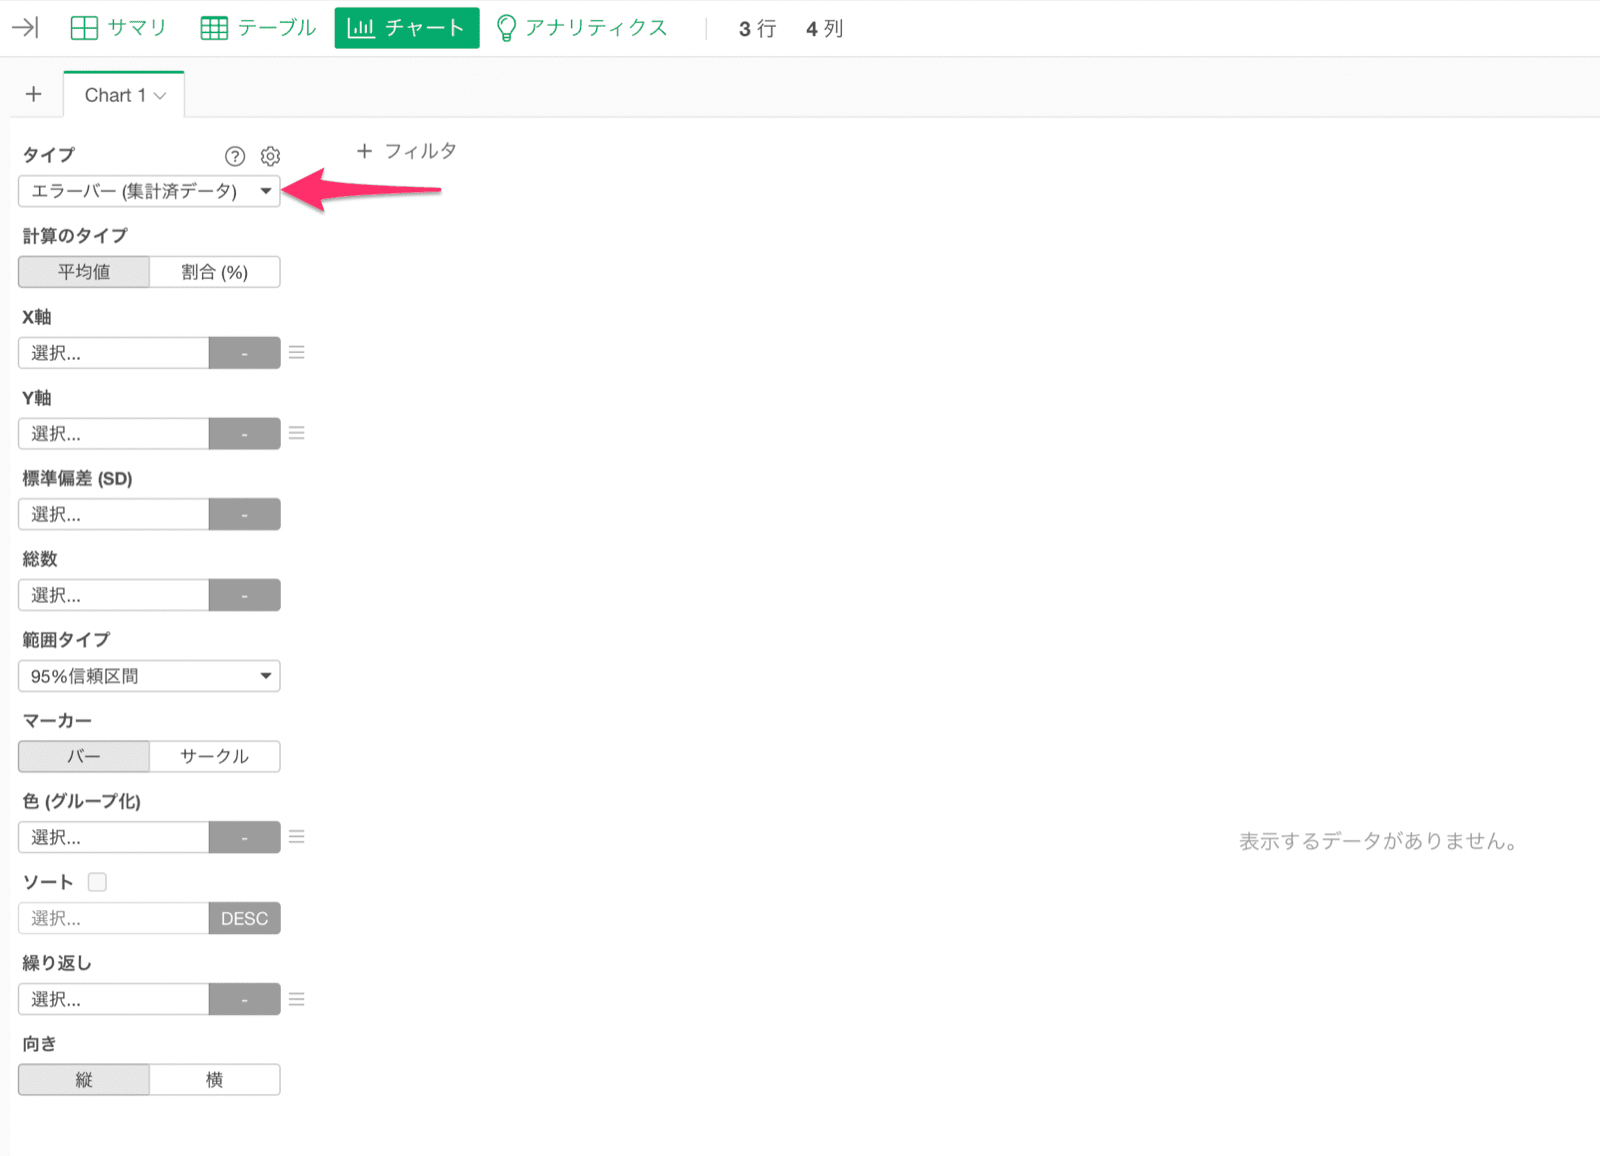 サマリ テーブル チャート アナリティクス 3 行 4 列
+ Chart 1
タイプ ? + フィルタ
エラーバー (集計済データ)
計算のタイプ
平均値 割合 (%)
X軸
選択... -
Y軸
選択... -
標準偏差 (SD)
選択... -
総数
選択... -
範囲タイプ
95%信頼区間
マーカー
バー サークル
色 (グループ化)
選択... -
表示するデータがありません。
ソート
選択... DESC
繰り返し
選択... -
向き
縦 横